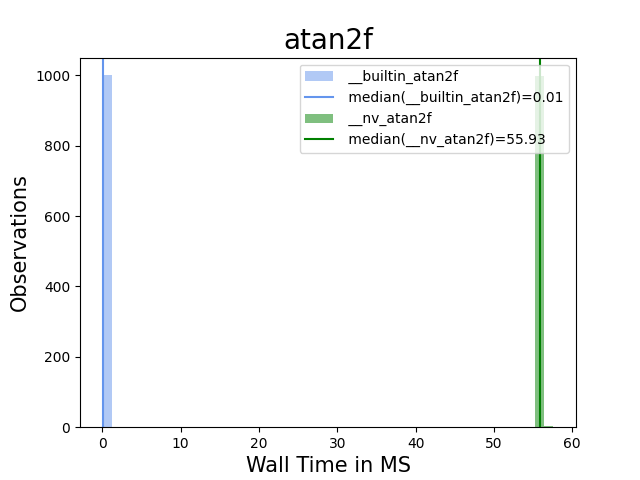 atan2f
__builtin_atan2f
median(__builtin_atan2f)=0.01
__nv_atan2f
median(__nv_atan2f)=55.93
1000
800
600
400
200
0
Observations
0 10 20 30 40 50 60
Wall Time in MS